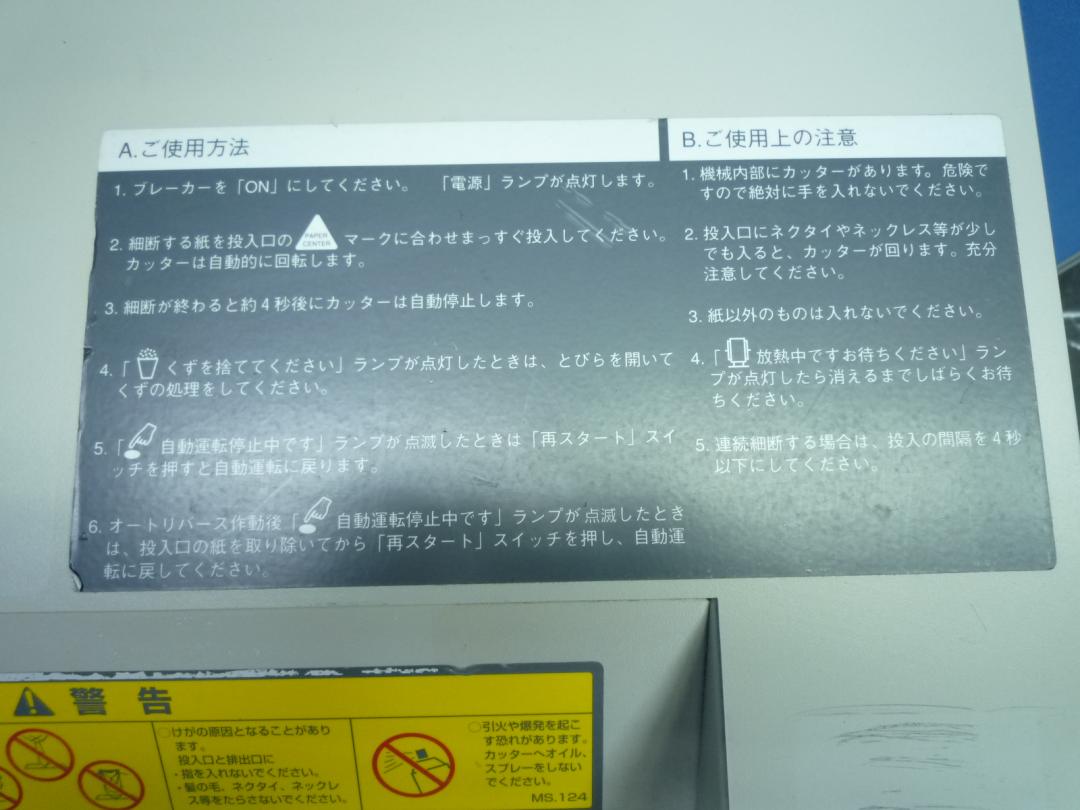 A.ご使用方法
1. ブレーカーを「ON」にしてください。 「電源」ランプが点灯します。
2. 細断する紙を投入口の PAPER CENTER マークに合わせまっすぐ投入してください。
カッターは自動的に回転します。
3. 細断が終わると約4秒後にカッターは自動停止します。
4.「 くずを捨ててください」ランプが点灯したときは、とびらを開いて
くずの処理をしてください。
5.「 自動運転停止中です」ランプが点滅したときは「再スタート」スイ
ッチを押すと自動運転に戻ります。
6. オートリバース作動後「 自動運転停止中です」ランプが点滅したとき
は、投入口の紙を取り除いてから「再スタート」スイッチを押し、自動運
転に戻してください。
B.ご使用上の注意
1. 機械内部にカッターがあります。危険で
すので絶対に手を入れないでください。
2. 投入口にネクタイやネックレス等が少し
でも入ると、カッターが回ります。充分
注意してください。
3. 紙以外のものは入れないでください。
4.「 放熱中ですお待ちください」ラン
プが点灯したら消えるまでしばらくお待
ちください。
5. 連続細断する場合は、投入の間隔を4秒
以下にしてください。
警告
○けがの原因となることがあり
ます。
投入口と排出口に
・指を入れないでください。
・髪の毛、ネクタイ、ネックレ
ス等をたらさないでください。
○引火や爆発を起こ
す恐れがあります。
カッターへオイル、
スプレーをしない
でください。
MS.124